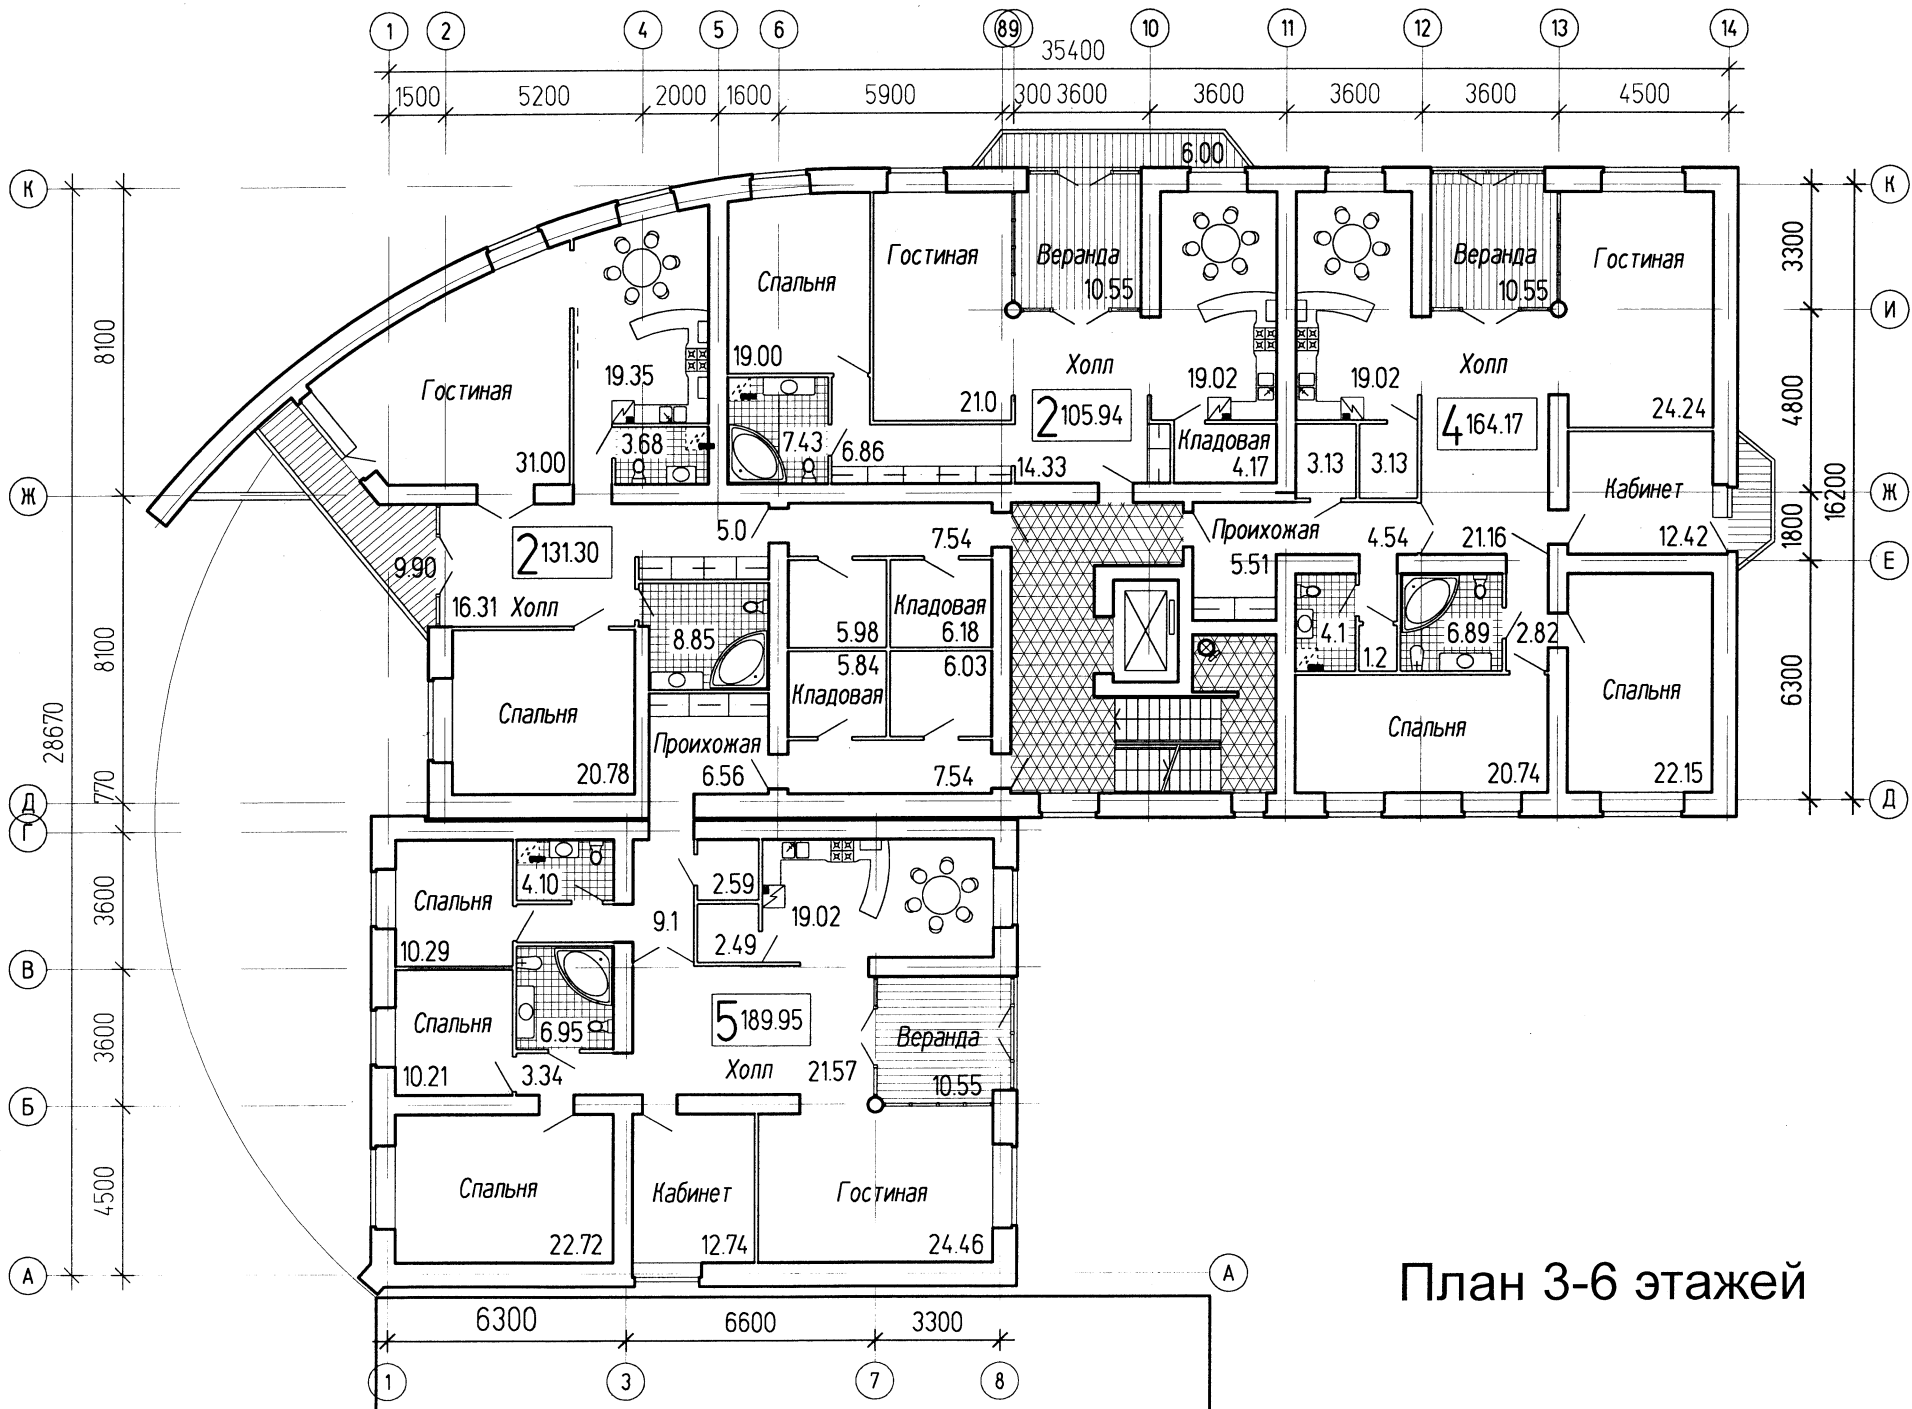 1 2 4 5 6 8 9 10 11 12 13 14
35400
1500 5200 2000 1600 5900 300 3600 3600 3600 3600 4500
6.00
К К
Гостиная Веранда Веранда Гостиная
Спальня
10.55 10.55
3300
И
8100
19.00 Холл Холл
19.35 19.02 19.02
Гостиная
21.0 2 105.94 4 164.17 24.24
4800
3.68 7.43 6.86 Кладовая
31.00 14.33 4.17 3.13 3.13
Ж Кабинет Ж
16200
2 131.30 5.0 7.54 Проихожая 4.54 21.16 12.42
1800
9.90 5.51 Е
16.31 Холл Кладовая
8.85 5.98 6.18 4.1 6.89 2.82
8100
5.84 6.03 1.2
Кладовая Спальня
6300
28670
Спальня Спальня
Проихожая
20.78 6.56 7.54 20.74 22.15
770
Д Д
Г
4.10 2.59
Спальня
3600
9.1 19.02
10.29 2.49
В
Спальня 5 189.95
3600
6.95 Веранда
10.21 3.34 Холл 21.57 10.55
Б
Спальня Кабинет Гостиная
4500
22.72 12.74 24.46
А А
План 3-6 этажей
6300 6600 3300
1 3 7 8